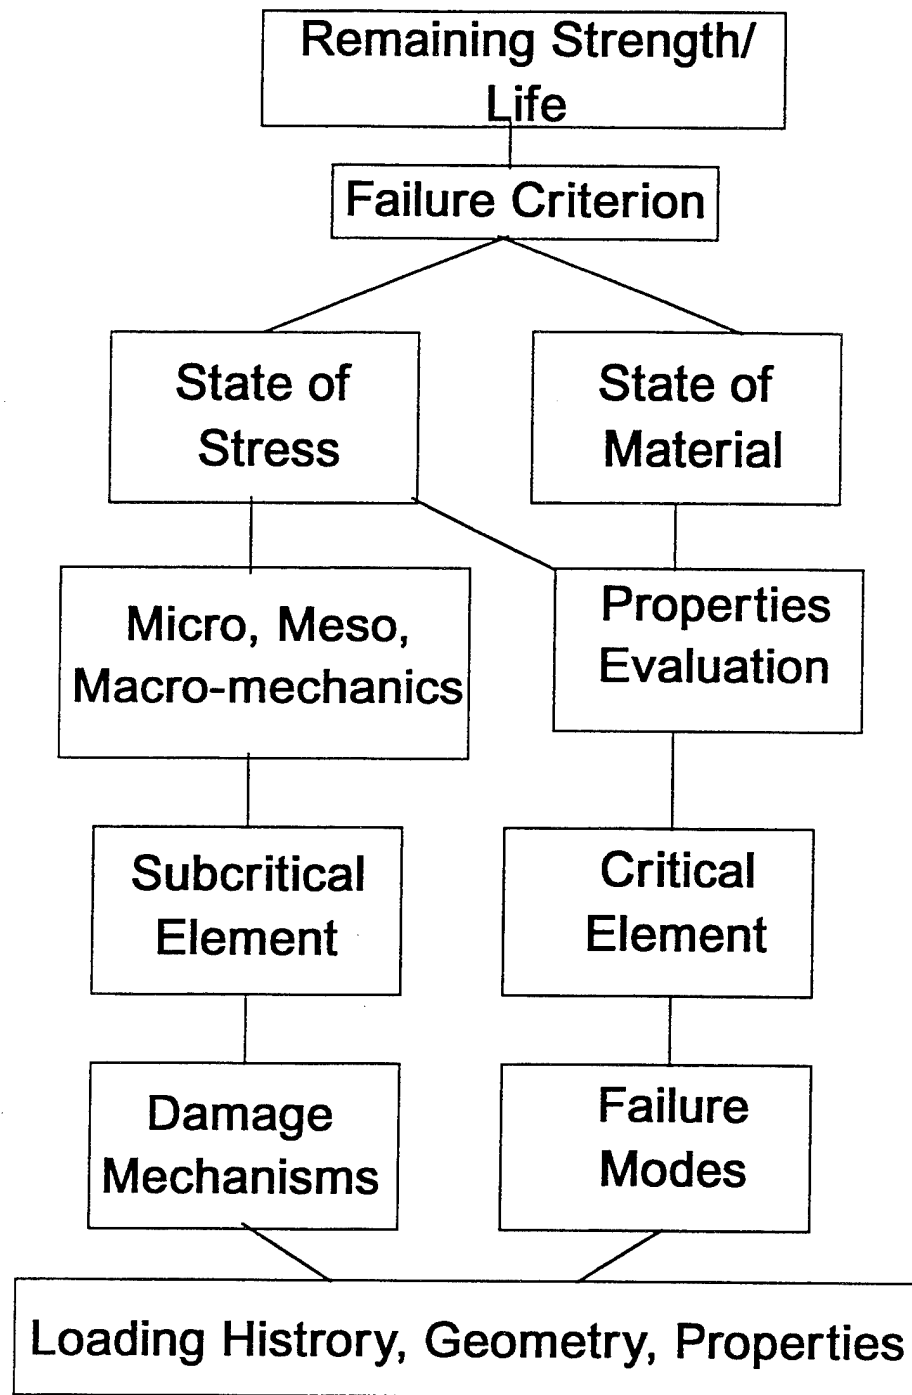 Remaining Strength/
Life
Failure Criterion
State of
Stress
State of
Material
Micro, Meso,
Macro-mechanics
Properties
Evaluation
Subcritical
Element
Critical
Element
Damage
Mechanisms
Failure
Modes
Loading Histrory, Geometry, Properties